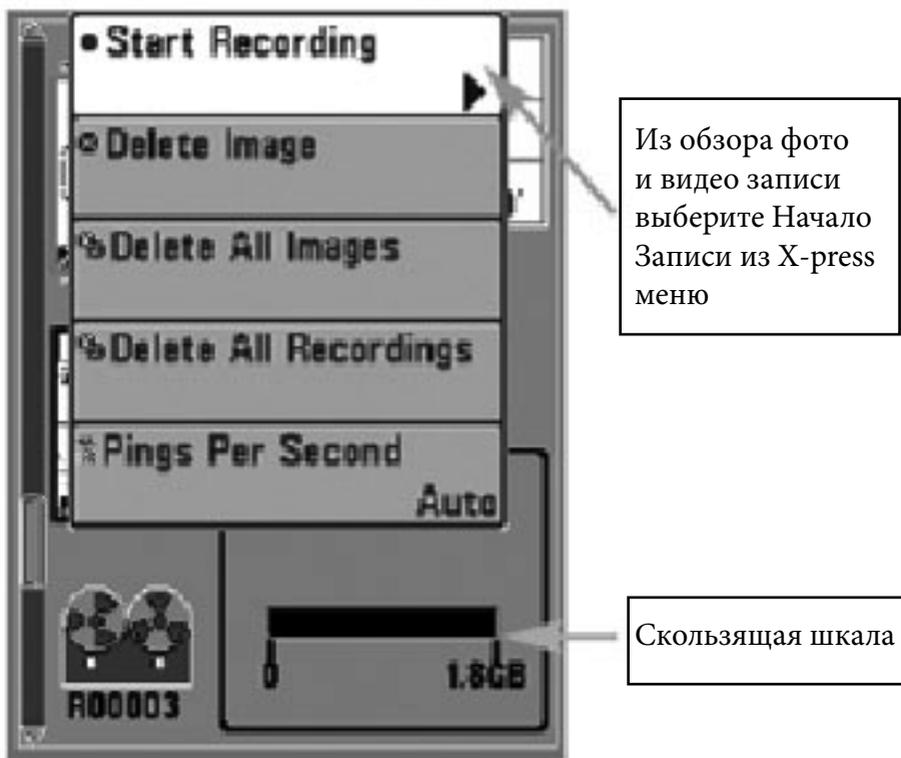 Start Recording
Delete Image
Delete All Images
Delete All Recordings
Pings Per Second
Auto
0
1.8GB
R00003
Из обзора фото
и видео записи
выберите Начало
Записи из X-press
меню
Скользящая шкала